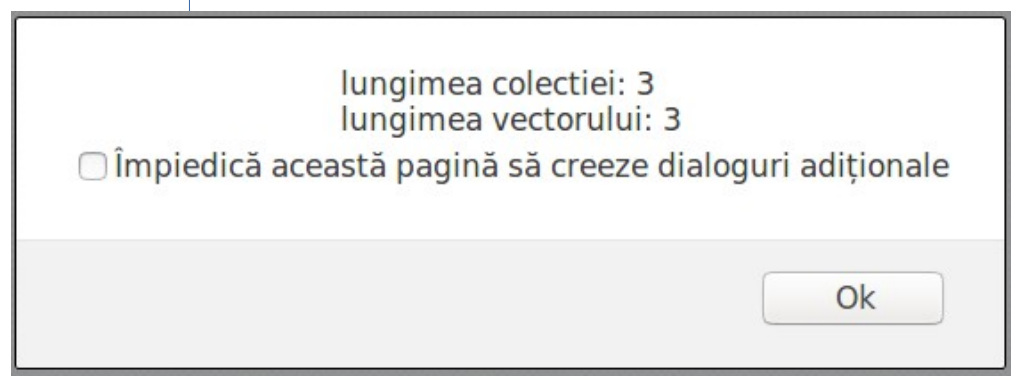 lungimea colectiei: 3
lungimea vectorului: 3
Împiedică această pagină să creeze dialoguri adiționale
Ok